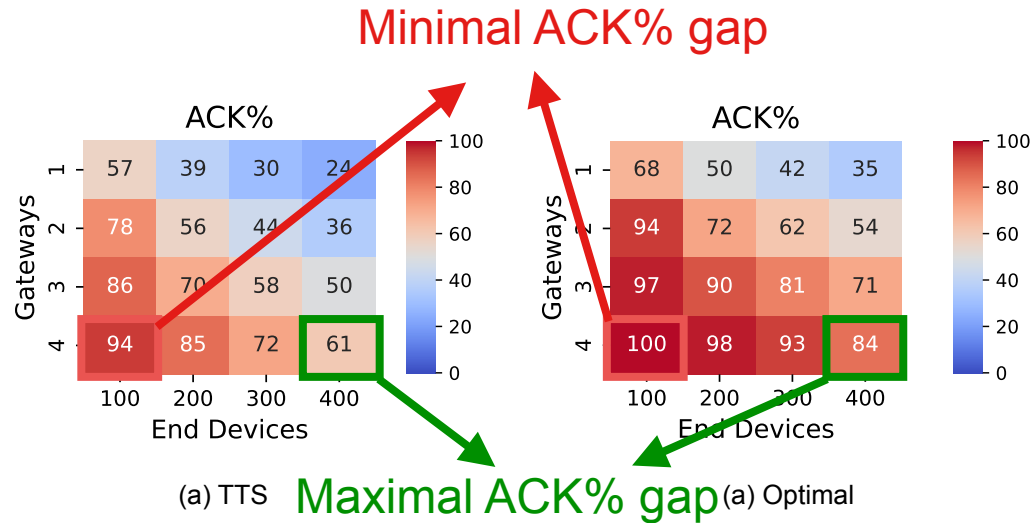 Minimal ACK% gap
ACK%
57 39 30 24
78 56 44 36
86 70 58 50
94 85 72 61
1
2
3
4
Gateways
100 200 300 400
End Devices
100
80
60
40
20
0
(a) TTS
ACK%
68 50 42 35
94 72 62 54
97 90 81 71
100 98 93 84
1
2
3
4
Gateways
100 200 300 400
End Devices
100
80
60
40
20
0
(a) Optimal
Maximal ACK% gap